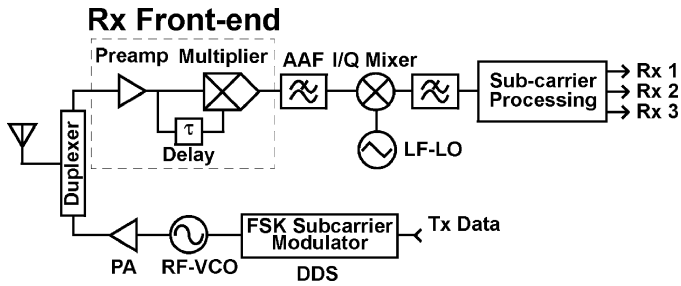 Rx Front-end
Preamp Multiplier AAF I/Q Mixer
τ
Delay
LF-LO
Sub-carrier
Processing
Rx 1
Rx 2
Rx 3
Duplexer
PA
RF-VCO
FSK Subcarrier
Modulator
DDS
Tx Data